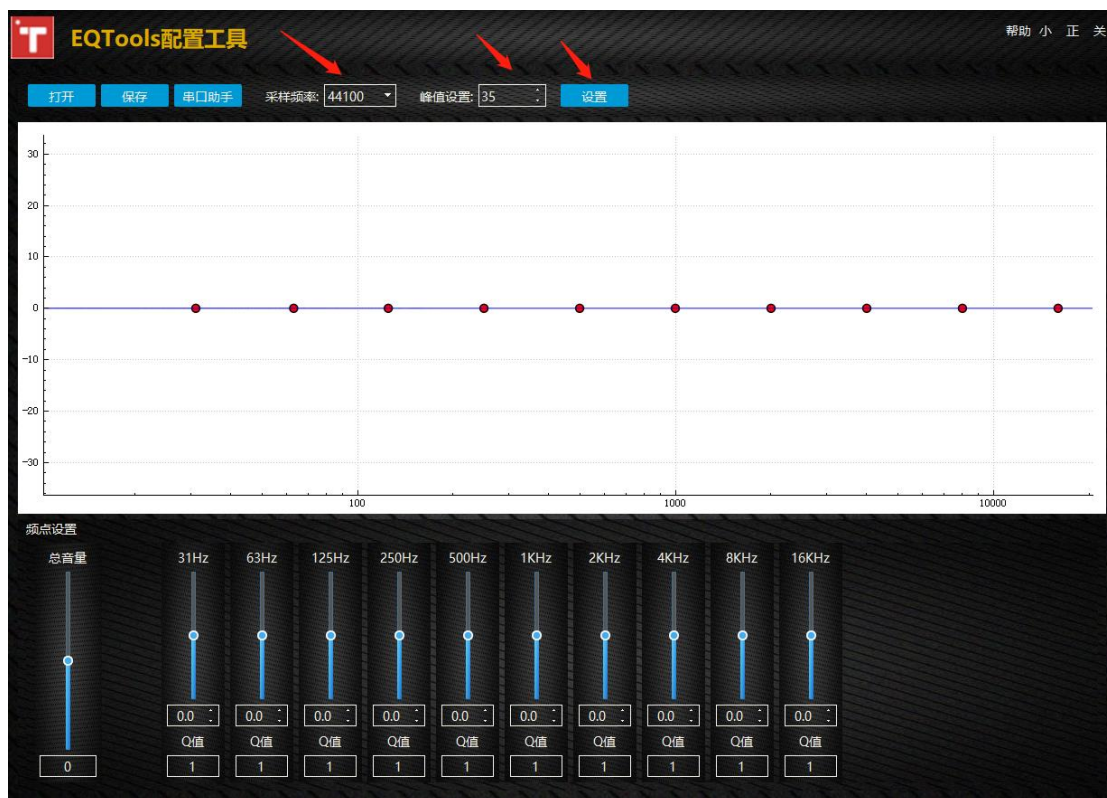 T EQTools配置工具
帮助 小 正 关
打开 保存 串口助手 采样频率: 44100 峰值设置: 35 设置
30
20
10
0
-10
-20
-30
100 1000 10000
频点设置
总音量 31Hz 63Hz 125Hz 250Hz 500Hz 1KHz 2KHz 4KHz 8KHz 16KHz
0.0 0.0 0.0 0.0 0.0 0.0 0.0 0.0 0.0 0.0
Q值 Q值 Q值 Q值 Q值 Q值 Q值 Q值 Q值 Q值
0 1 1 1 1 1 1 1 1 1 1